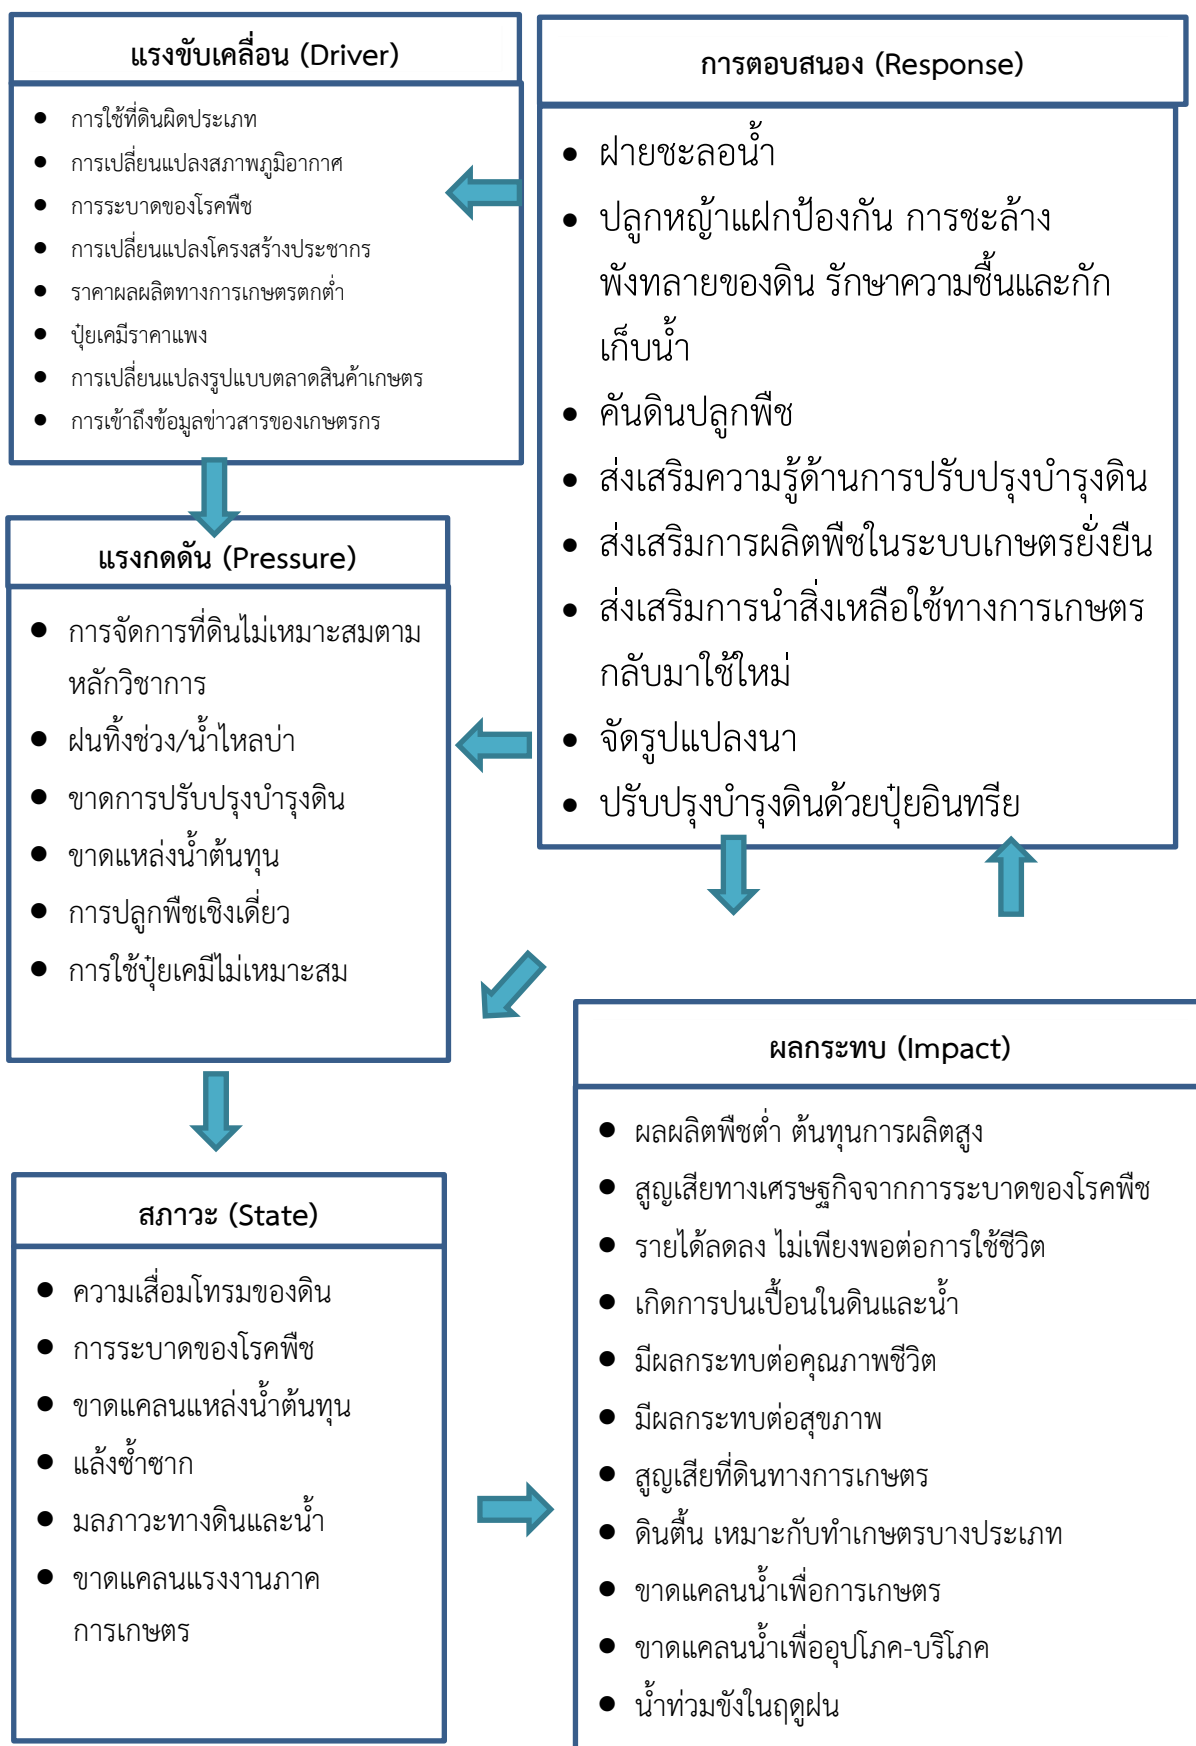 แรงขับเคลื่อน (Driver)
● การใช้ที่ดินผิดประเภท
● การเปลี่ยนแปลงสภาพภูมิอากาศ
● การระบาดของโรคพืช
● การเปลี่ยนแปลงโครงสร้างประชากร
● ราคาผลผลิตทางการเกษตรตกต่ำ
● ปุ๋ยเคมีราคาแพง
● การเปลี่ยนแปลงรูปแบบตลาดสินค้าเกษตร
● การเข้าถึงข้อมูลข่าวสารของเกษตรกร
การตอบสนอง (Response)
● ฝายชะลอน้ำ
● ปลูกหญ้าแฝกป้องกัน การชะล้าง
พังทลายของดิน รักษาความชื้นและกัก
เก็บน้ำ
● คันดินปลูกพืช
● ส่งเสริมความรู้ด้านการปรับปรุงบำรุงดิน
● ส่งเสริมการผลิตพืชในระบบเกษตรยั่งยืน
● ส่งเสริมการนำสิ่งเหลือใช้ทางการเกษตร
กลับมาใช้ใหม่
● จัดรูปแปลงนา
● ปรับปรุงบำรุงดินด้วยปุ๋ยอินทรีย
แรงกดดัน (Pressure)
● การจัดการที่ดินไม่เหมาะสมตาม
หลักวิชาการ
● ฝนทิ้งช่วง/น้ำไหลบ่า
● ขาดการปรับปรุงบำรุงดิน
● ขาดแหล่งน้ำต้นทุน
● การปลูกพืชเชิงเดี่ยว
● การใช้ปุ๋ยเคมีไม่เหมาะสม
สภาวะ (State)
● ความเสื่อมโทรมของดิน
● การระบาดของโรคพืช
● ขาดแคลนแหล่งน้ำต้นทุน
● แล้งซ้ำซาก
● มลภาวะทางดินและน้ำ
● ขาดแคลนแรงงานภาค
การเกษตร
ผลกระทบ (Impact)
● ผลผลิตพืชต่ำ ต้นทุนการผลิตสูง
● สูญเสียทางเศรษฐกิจจากการระบาดของโรคพืช
● รายได้ลดลง ไม่เพียงพอต่อการใช้ชีวิต
● เกิดการปนเปื้อนในดินและน้ำ
● มีผลกระทบต่อคุณภาพชีวิต
● มีผลกระทบต่อสุขภาพ
● สูญเสียที่ดินทางการเกษตร
● ดินตื้น เหมาะกับทำเกษตรบางประเภท
● ขาดแคลนน้ำเพื่อการเกษตร
● ขาดแคลนน้ำเพื่ออุปโภค-บริโภค
● น้ำท่วมขังในฤดูฝน